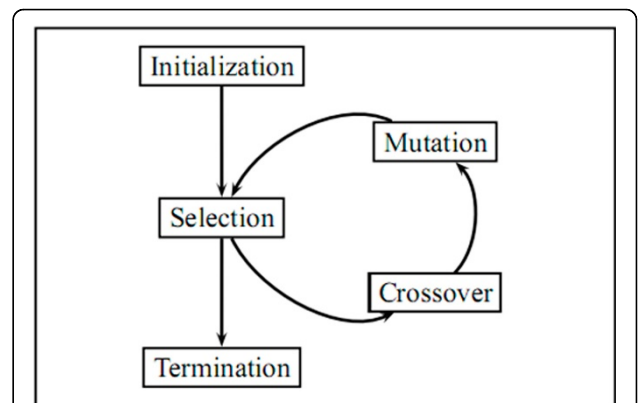 Initialization
Mutation
Selection
Crossover
Termination